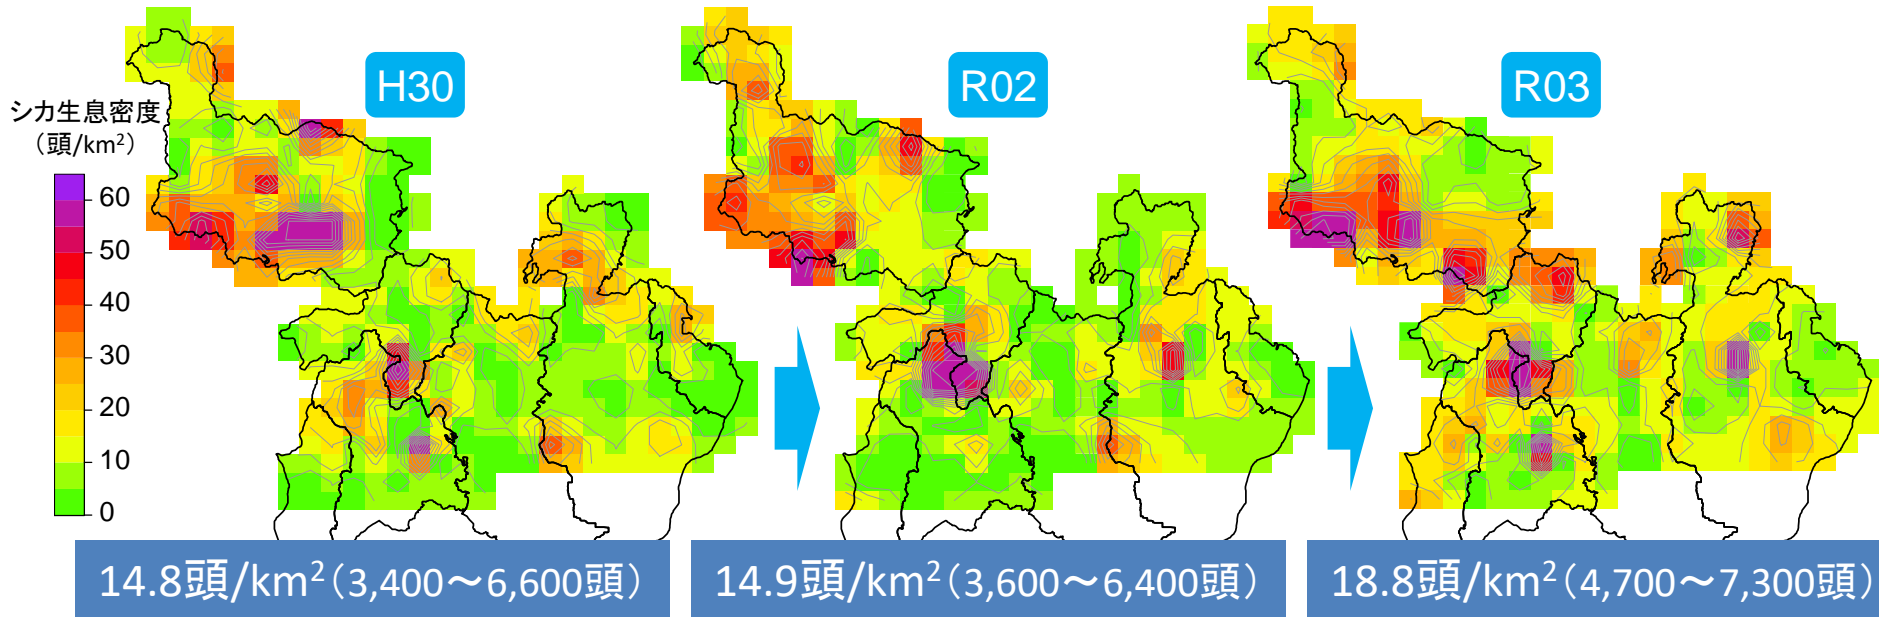 H30
R02
R03
シカ生息密度
（頭/km²）
60
50
40
30
20
10
0
14.8頭/km²（3,400～6,600頭）
14.9頭/km²（3,600～6,400頭）
18.8頭/km²（4,700～7,300頭）